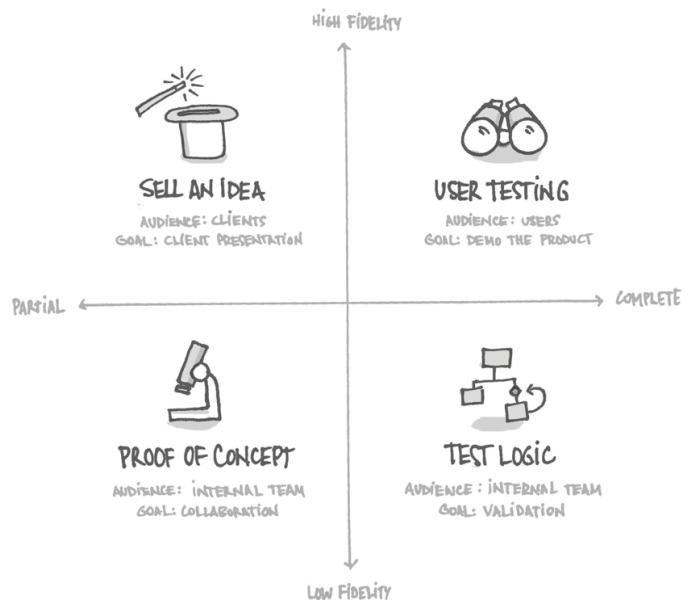 HIGH FIDELITY
SELL AN IDEA
AUDIENCE: CLIENTS
GOAL: CLIENT PRESENTATION
USER TESTING
AUDIENCE: USERS
GOAL: DEMO THE PRODUCT
PARTIAL
COMPLETE
PROOF OF CONCEPT
AUDIENCE: INTERNAL TEAM
GOAL: COLLABORATION
TEST LOGIC
AUDIENCE: INTERNAL TEAM
GOAL: VALIDATION
LOW FIDELITY